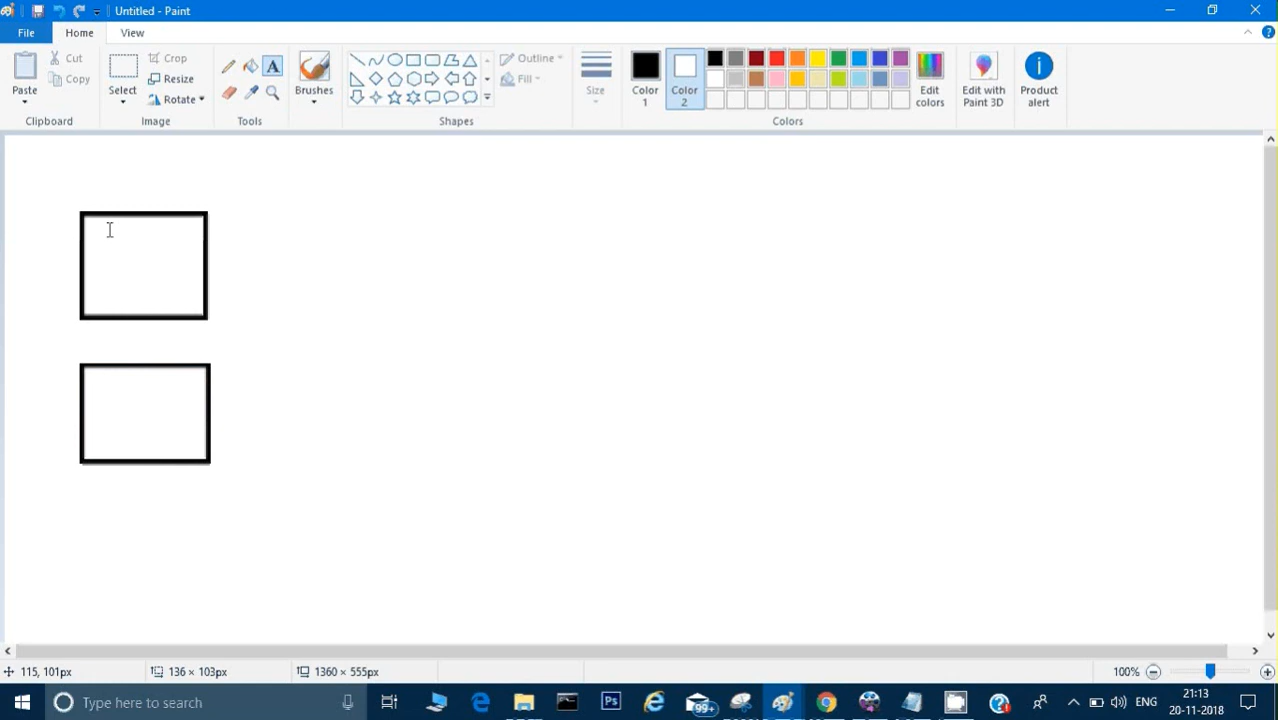 Untitled - Paint
File Home View
Paste
Cut
Copy
Clipboard
Select
Crop
Resize
Rotate
Image
A
Tools
Brushes
Outline
Fill
Shapes
Size
Color 1
Color 2
Edit colors
Colors
Edit with Paint 3D
Product alert
115, 101px 136 × 103px 1360 × 555px 100%
Type here to search
Ps
99+
ENG
21:13
20-11-2018